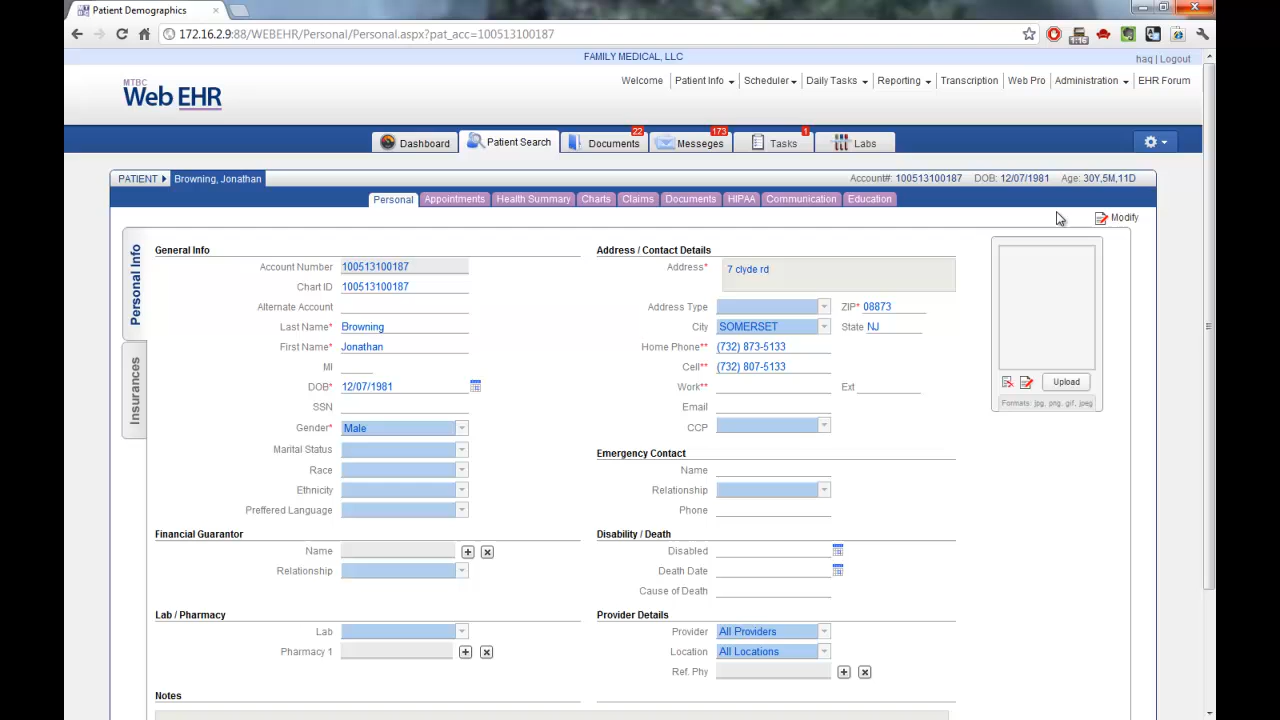 Patient Demographics
172.16.2.9:88/WEBEHR/Personal/Personal.aspx?pat_acc=100513100187
FAMILY MEDICAL, LLC
haq | Logout
MTBC
Web EHR
Welcome Patient Info Scheduler Daily Tasks Reporting Transcription Web Pro Administration EHR Forum
Dashboard Patient Search Documents 22 Messeges 173 Tasks 1 Labs
PATIENT Browning, Jonathan Account#: 100513100187 DOB: 12/07/1981 Age: 30Y,5M,11D
Personal Appointments Health Summary Charts Claims Documents HIPAA Communication Education
Modify
Personal Info
Insurances
General Info
Account Number 100513100187
Chart ID 100513100187
Alternate Account
Last Name* Browning
First Name* Jonathan
MI
DOB* 12/07/1981
SSN
Gender* Male
Marital Status
Race
Ethnicity
Preffered Language
Financial Guarantor
Name
Relationship
Lab / Pharmacy
Lab
Pharmacy 1
Notes
Address / Contact Details
Address* 7 clyde rd
Address Type ZIP* 08873
City SOMERSET State NJ
Home Phone** (732) 873-5133
Cell** (732) 807-5133
Work** Ext
Email
CCP
Emergency Contact
Name
Relationship
Phone
Disability / Death
Disabled
Death Date
Cause of Death
Provider Details
Provider All Providers
Location All Locations
Ref. Phy
Upload
Formats: jpg, png, gif, jpeg